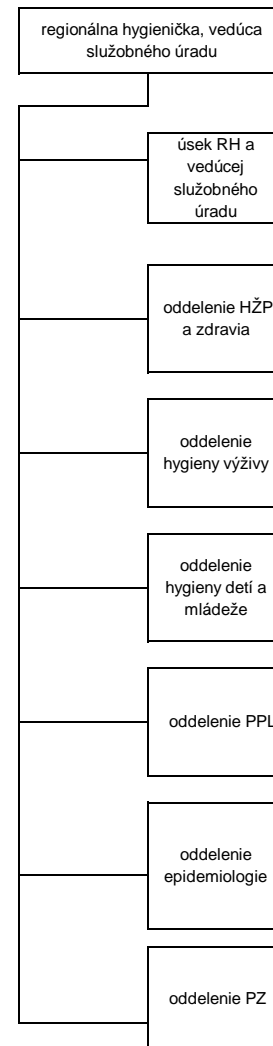 regionálna hygienička, vedúca
služobného úradu
úsek RH a
vedúcej
služobného
úradu
oddelenie HŽP
a zdravia
oddelenie
hygieny výživy
oddelenie
hygieny detí a
mládeže
oddelenie PPL
oddelenie
epidemiologie
oddelenie PZ